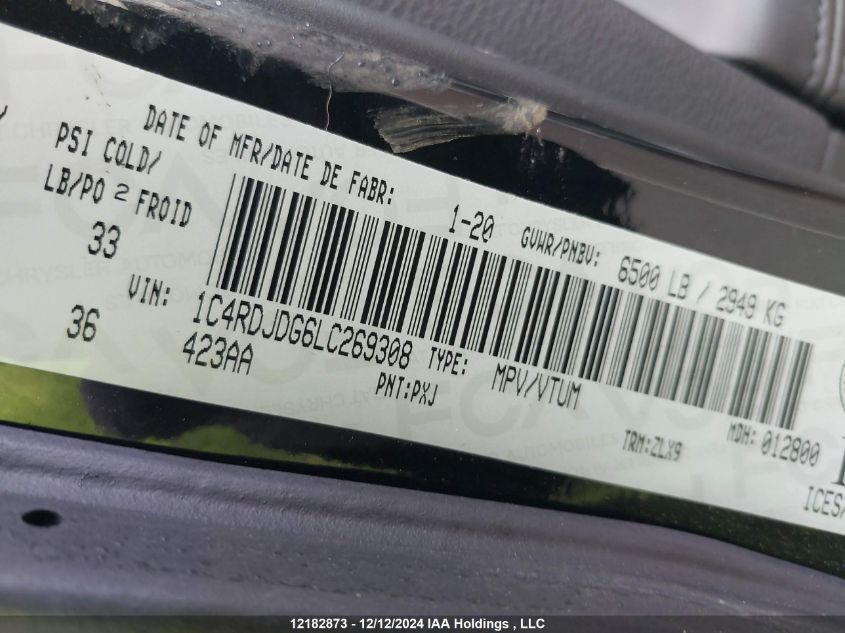 DATE OF MFR/DATE DE FABR: 1-20 GVWR/PNBV: 6500 LB / 2949 KG
PSI COLD/
LB/PO 2 FROID
33
36
VIN: 1C4RDJDG6LC269308 TYPE: MPV/VTUM MDH: 012800
423AA PNT:PXJ TRM:ZLX9
ICES/
12182873 - 12/12/2024 IAA Holdings , LLC